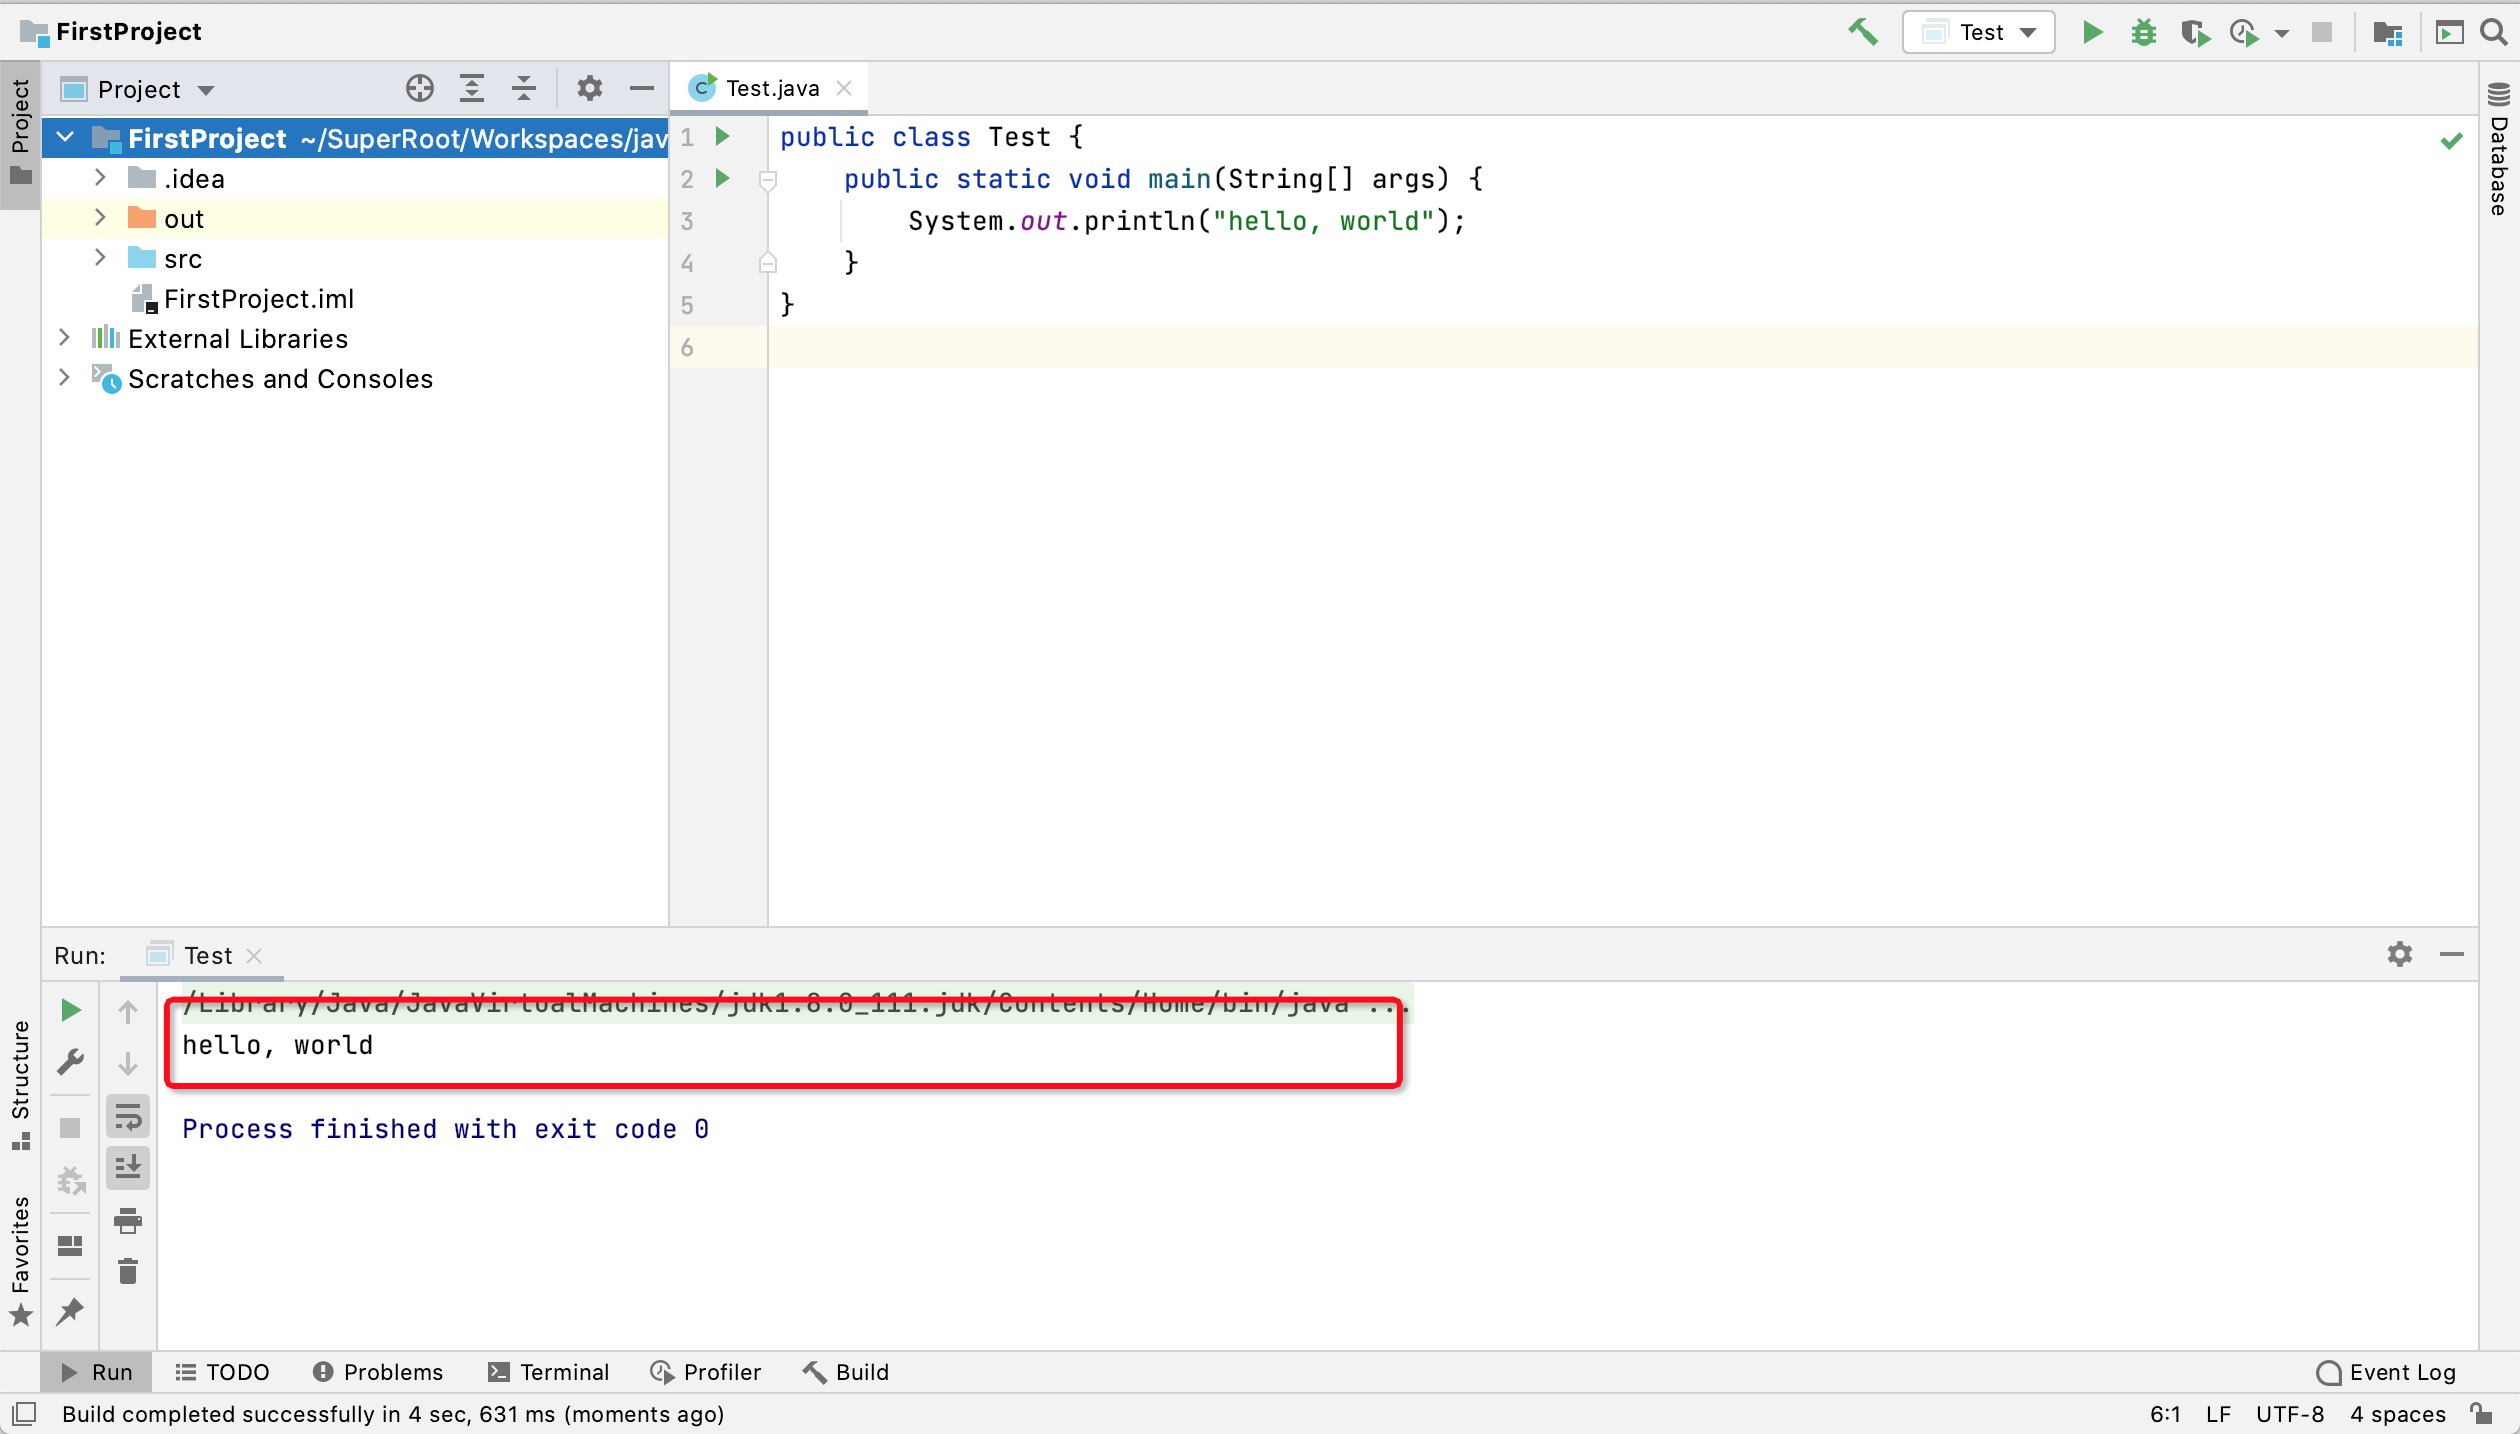 FirstProject
Test
Project
Project
Test.java
Database
FirstProject ~/SuperRoot/Workspaces/jav
.idea
out
src
FirstProject.iml
External Libraries
Scratches and Consoles
1 public class Test {
2 public static void main(String[] args) {
3 System.out.println("hello, world");
4 }
5 }
6
Run: Test
/Library/Java/JavaVirtualMachines/jdk1.8.0_111.jdk/Contents/Home/bin/java ...
hello, world
Process finished with exit code 0
Structure
Favorites
Run TODO Problems Terminal Profiler Build Event Log
Build completed successfully in 4 sec, 631 ms (moments ago) 6:1 LF UTF-8 4 spaces